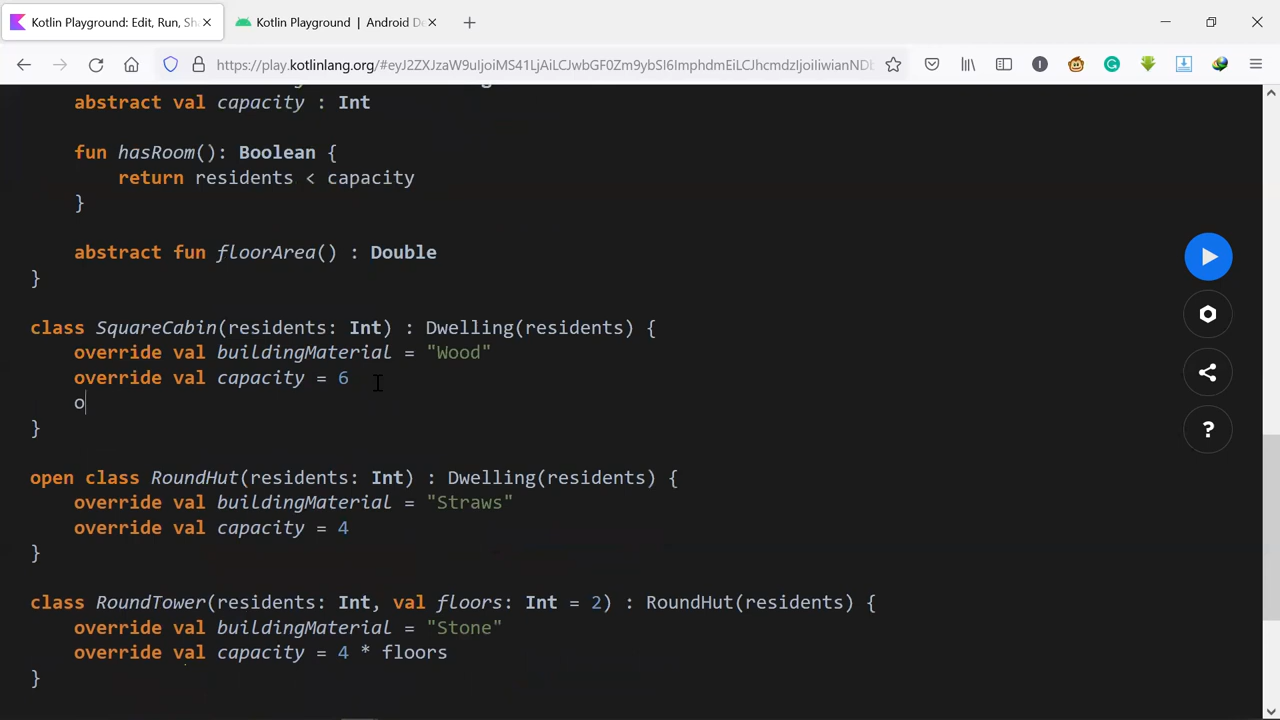 Kotlin Playground: Edit, Run, Sh
Kotlin Playground | Android De
https://play.kotlinlang.org/#eyJ2ZXJzaW9uIjoiMS41LjAiLCJwbGF0Zm9ybSI6ImphdmEiLCJhcmdzIjoiIiwianND
abstract val capacity : Int
fun hasRoom(): Boolean {
return residents < capacity
}
abstract fun floorArea() : Double
}
class SquareCabin(residents: Int) : Dwelling(residents) {
override val buildingMaterial = "Wood"
override val capacity = 6
o
}
open class RoundHut(residents: Int) : Dwelling(residents) {
override val buildingMaterial = "Straws"
override val capacity = 4
}
class RoundTower(residents: Int, val floors: Int = 2) : RoundHut(residents) {
override val buildingMaterial = "Stone"
override val capacity = 4 * floors
}
?